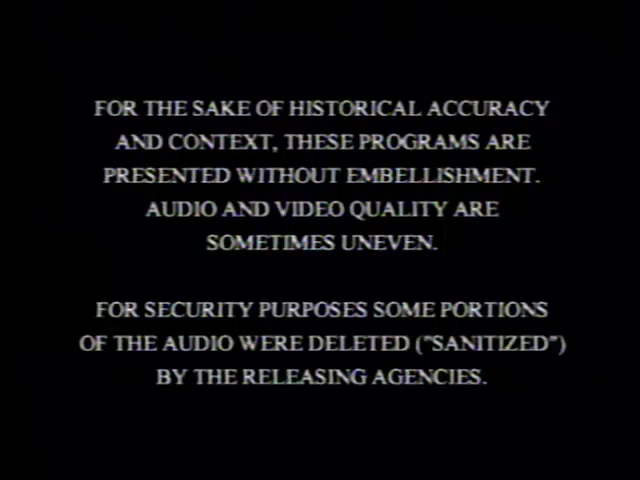 FOR THE SAKE OF HISTORICAL ACCURACY
AND CONTEXT, THESE PROGRAMS ARE
PRESENTED WITHOUT EMBELLISHMENT.
AUDIO AND VIDEO QUALITY ARE
SOMETIMES UNEVEN.
FOR SECURITY PURPOSES SOME PORTIONS
OF THE AUDIO WERE DELETED ("SANITIZED")
BY THE RELEASING AGENCIES.